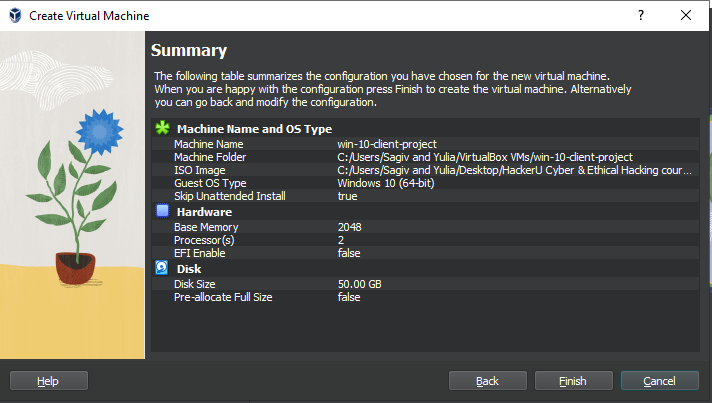 Create Virtual Machine
Summary
The following table summarizes the configuration you have chosen for the new virtual machine.
When you are happy with the configuration press Finish to create the virtual machine. Alternatively
you can go back and modify the configuration.
Machine Name and OS Type
Machine Name win-10-client-project
Machine Folder C:/Users/Sagiv and Yulia/VirtualBox VMs/win-10-client-project
ISO Image C:/Users/Sagiv and Yulia/Desktop/HackerU Cyber & Ethical Hacking cour...
Guest OS Type Windows 10 (64-bit)
Skip Unattended Install true
Hardware
Base Memory 2048
Processor(s) 2
EFI Enable false
Disk
Disk Size 50.00 GB
Pre-allocate Full Size false
Help Back Finish Cancel